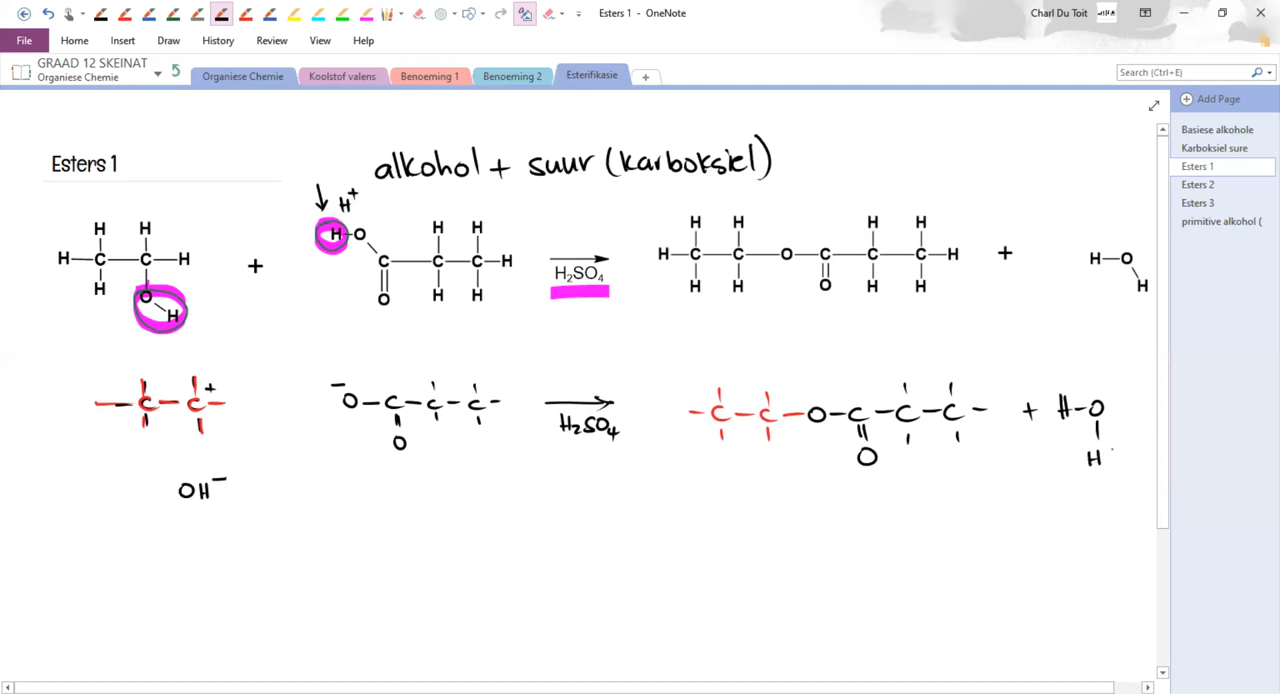 Esters 1 - OneNote
Charl Du Toit
File Home Insert Draw History Review View Help
GRAAD 12 SKEINAT
Organiese Chemie
Organiese Chemie Koolstof valens Benoeming 1 Benoeming 2 Esterifikasie +
Search (Ctrl+E)
Add Page
Basiese alkohole
Karboksiel sure
Esters 1
Esters 2
Esters 3
primitive alkohol (
Esters 1
alkohol + suur (karboksiel)
↓ H⁺
H H H-O H H H H H H
H-C-C-H + C-C-C-H → H-C-C-O-C-C-C-H + H-O
H O-H O H H H₂SO₄ H H O H H H
-C-C⁺ ⁻O-C-C-C- → -C-C-O-C-C-C- + H-O
O H₂SO₄ O H
OH⁻